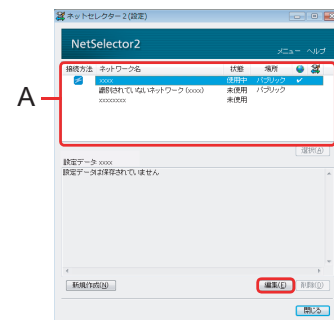 ネットセレクター2(設定)
NetSelector2
メニュー ヘルプ
接続方法 ネットワーク名 状態 場所
xxxx 使用中 パブリック
識別されていないネットワーク(xxxx) 未使用 パブリック
xxxxxxxx 未使用
A
選択(A)
設定データ: xxxx
設定データは保存されていません
新規作成(N) 編集(E) 削除(D)
閉じる